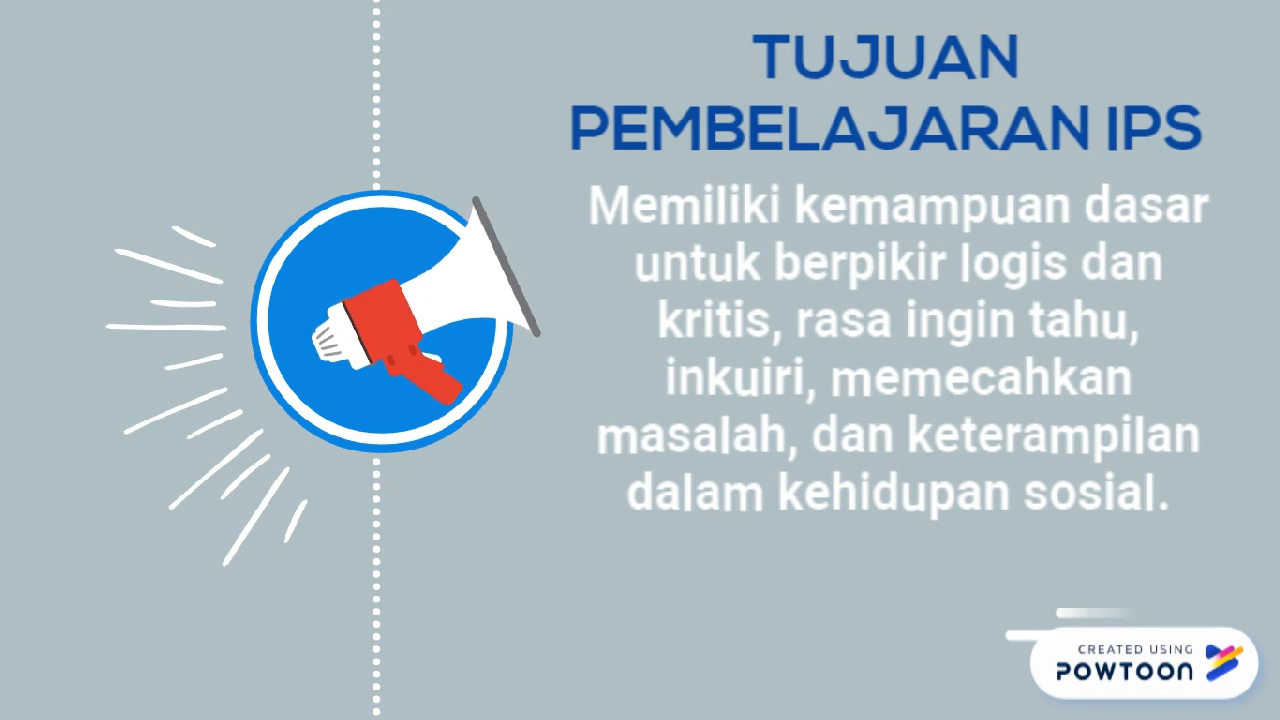 TUJUAN
PEMBELAJARAN IPS
Memiliki kemampuan dasar
untuk berpikir logis dan
kritis, rasa ingin tahu,
inkuiri, memecahkan
masalah, dan keterampilan
dalam kehidupan sosial.
CREATED USING
POWTOON